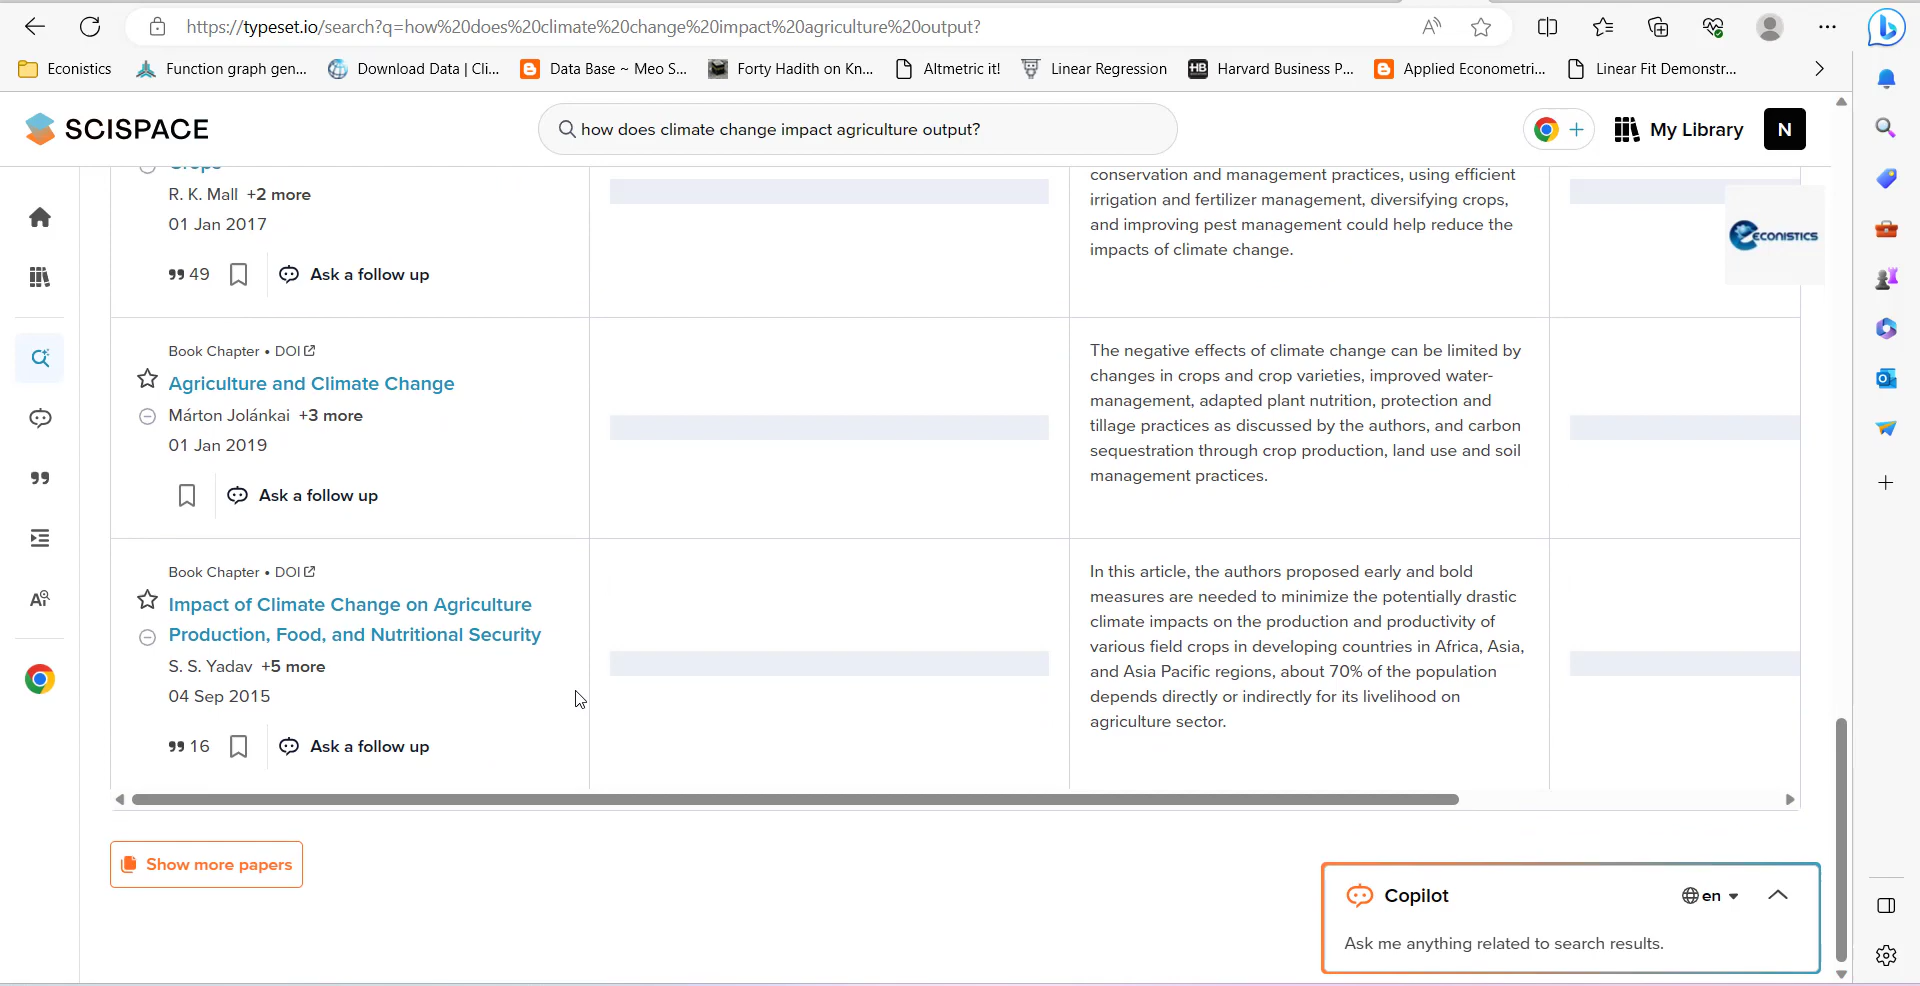 https://typeset.io/search?q=how%20does%20climate%20change%20impact%20agriculture%20output?
Econistics
Function graph gen...
Download Data | Cli...
Data Base ~ Meo S...
Forty Hadith on Kn...
Altmetric it!
Linear Regression
Harvard Business P...
Applied Econometri...
Linear Fit Demonstr...
SCISPACE
how does climate change impact agriculture output?
My Library
N
R. K. Mall +2 more
01 Jan 2017
49
Ask a follow up
conservation and management practices, using efficient
irrigation and fertilizer management, diversifying crops,
and improving pest management could help reduce the
impacts of climate change.
ECONISTICS
Book Chapter • DOI
Agriculture and Climate Change
Márton Jolánkai +3 more
01 Jan 2019
Ask a follow up
The negative effects of climate change can be limited by
changes in crops and crop varieties, improved water-
management, adapted plant nutrition, protection and
tillage practices as discussed by the authors, and carbon
sequestration through crop production, land use and soil
management practices.
Book Chapter • DOI
Impact of Climate Change on Agriculture
Production, Food, and Nutritional Security
S. S. Yadav +5 more
04 Sep 2015
16
Ask a follow up
In this article, the authors proposed early and bold
measures are needed to minimize the potentially drastic
climate impacts on the production and productivity of
various field crops in developing countries in Africa, Asia,
and Asia Pacific regions, about 70% of the population
depends directly or indirectly for its livelihood on
agriculture sector.
Show more papers
Copilot
en
Ask me anything related to search results.